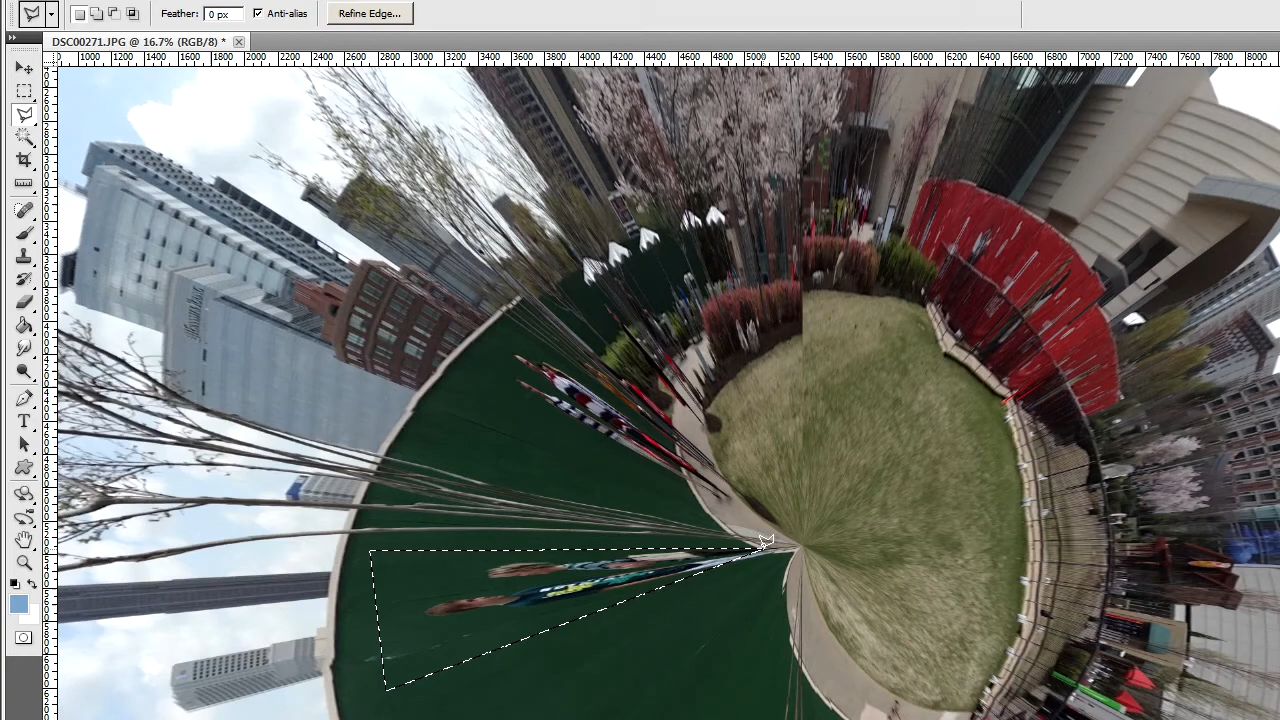 Feather: 0 px Anti-alias Refine Edge...
DSC00271.JPG @ 16.7% (RGB/8) *
1000 1200 1400 1600 1800 2000 2200 2400 2600 2800 3000 3200 3400 3600 3800 4000 4200 4400 4600 4800 5000 5200 5400 5600 5800 6000 6200 6400 6600 6800 7000 7200 7400 7600 7800 8000